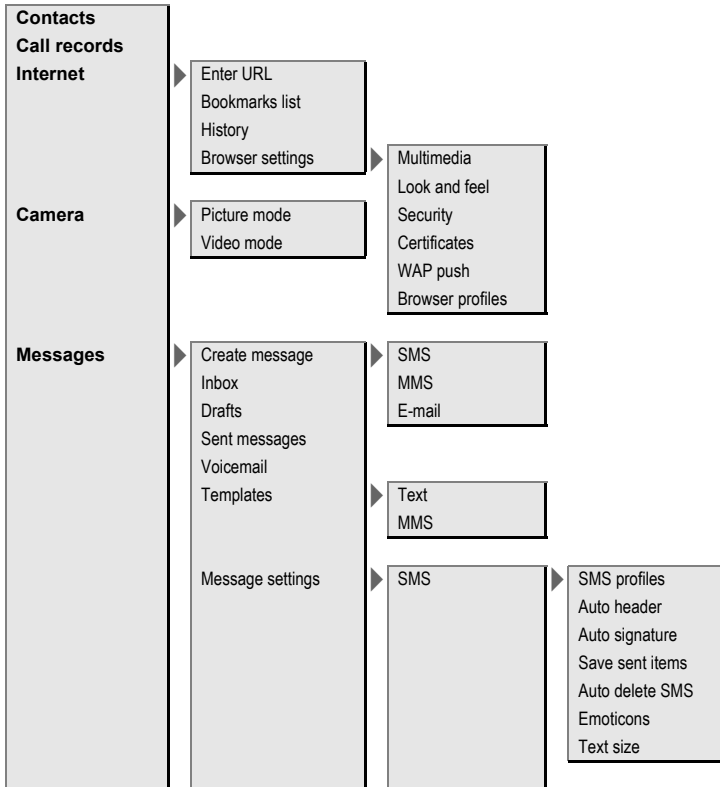 Contacts
Call records
Internet
Enter URL
Bookmarks list
History
Browser settings
Multimedia
Look and feel
Security
Certificates
WAP push
Browser profiles
Camera
Picture mode
Video mode
Messages
Create message
SMS
MMS
E-mail
Inbox
Drafts
Sent messages
Voicemail
Templates
Text
MMS
Message settings
SMS
SMS profiles
Auto header
Auto signature
Save sent items
Auto delete SMS
Emoticons
Text size